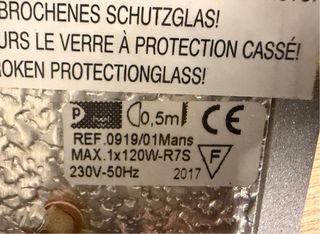 BROCHENES SCHUTZGLAS!
URS LE VERRE À PROTECTION CASSÉ!
ROKEN PROTECTIONGLASS!
P 0,5m CE
REF.0919/01Mans
MAX.1x120W-R7S F
230V-50Hz 2017